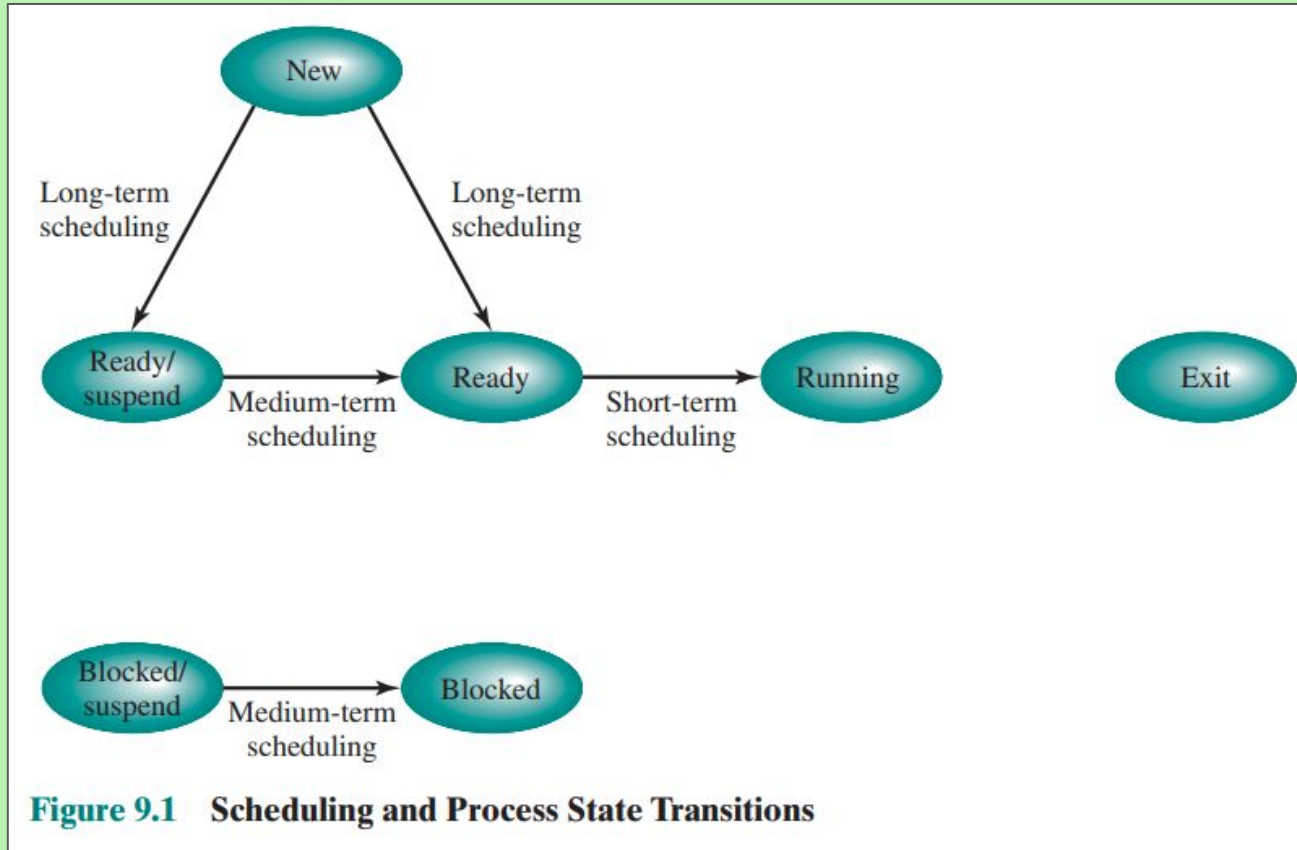 New
Long-term
scheduling
Long-term
scheduling
Ready/
suspend
Medium-term
scheduling
Ready
Short-term
scheduling
Running
Exit
Blocked/
suspend
Medium-term
scheduling
Blocked
Figure 9.1 Scheduling and Process State Transitions